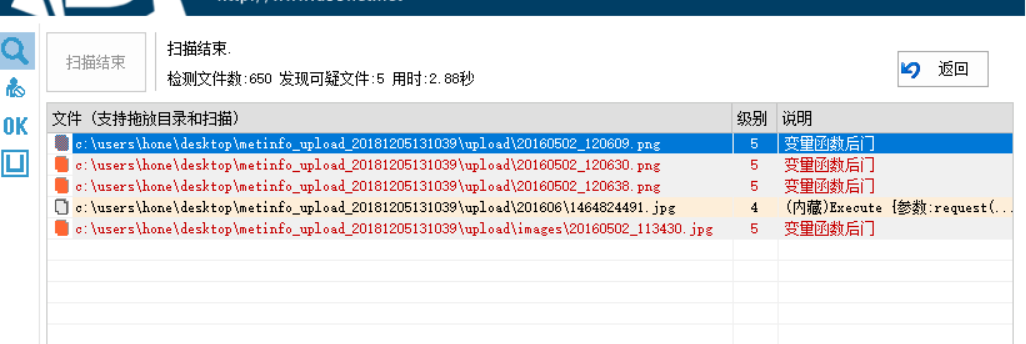 扫描结束
扫描结束.
检测文件数:650 发现可疑文件:5 用时:2.88秒
返回
文件（支持拖放目录和扫描） 级别 说明
c:\users\hone\desktop\metinfo_upload_20181205131039\upload\20160502_120609.png 5 变量函数后门
c:\users\hone\desktop\metinfo_upload_20181205131039\upload\20160502_120630.png 5 变量函数后门
c:\users\hone\desktop\metinfo_upload_20181205131039\upload\20160502_120638.png 5 变量函数后门
c:\users\hone\desktop\metinfo_upload_20181205131039\upload\201606\1464824491.jpg 4 (内藏)Execute {参数:request(...
c:\users\hone\desktop\metinfo_upload_20181205131039\upload\images\20160502_113430.jpg 5 变量函数后门
OK